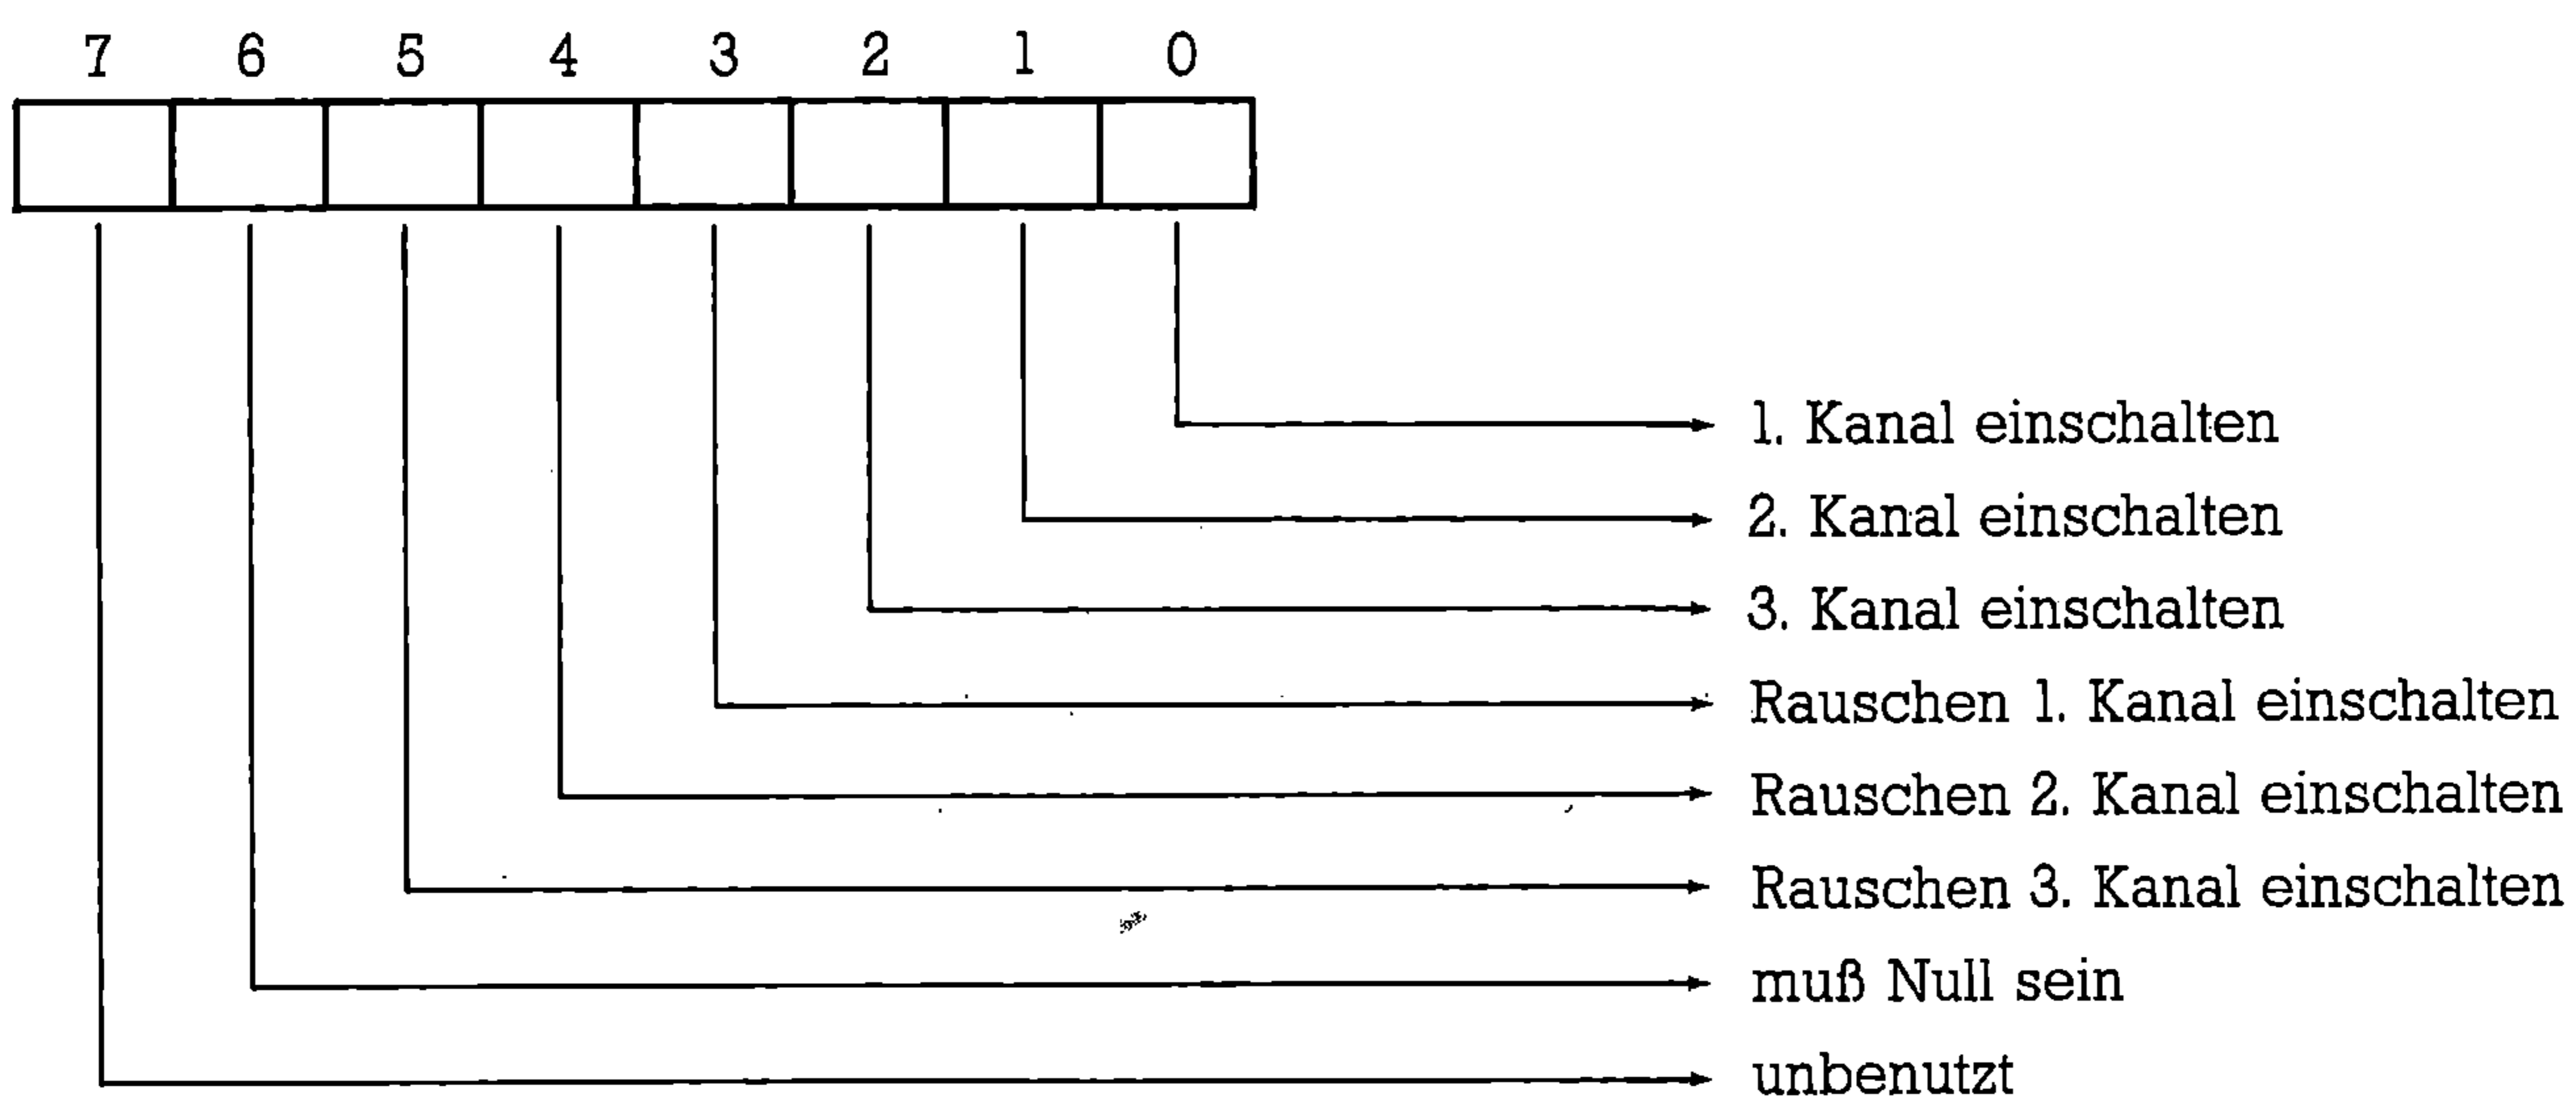 7 6 5 4 3 2 1 0
1. Kanal einschalten
2. Kanal einschalten
3. Kanal einschalten
Rauschen 1. Kanal einschalten
Rauschen 2. Kanal einschalten
Rauschen 3. Kanal einschalten
muß Null sein
unbenutzt